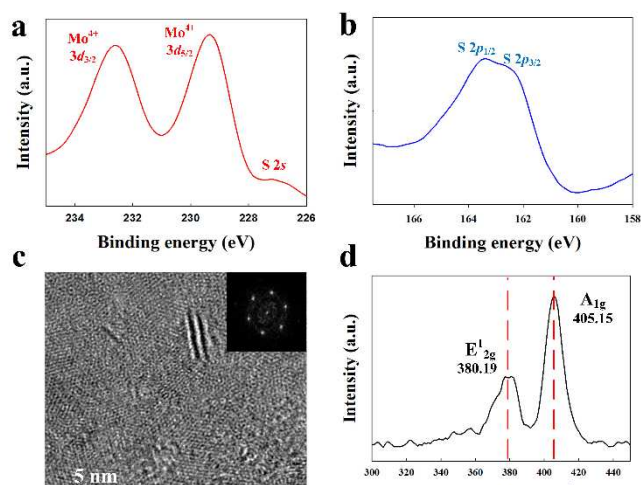 a
Mo⁴⁺
3d₃/₂
Mo⁴⁺
3d₅/₂
S 2s
Intensity (a.u.)
234 232 230 228 226
Binding energy (eV)
b
S 2p₁/₂
S 2p₃/₂
Intensity (a.u.)
166 164 162 160 158
Binding energy (eV)
c
5 nm
d
A₁g
405.15
E¹₂g
380.19
Intensity (a.u.)
300 320 340 360 380 400 420 440